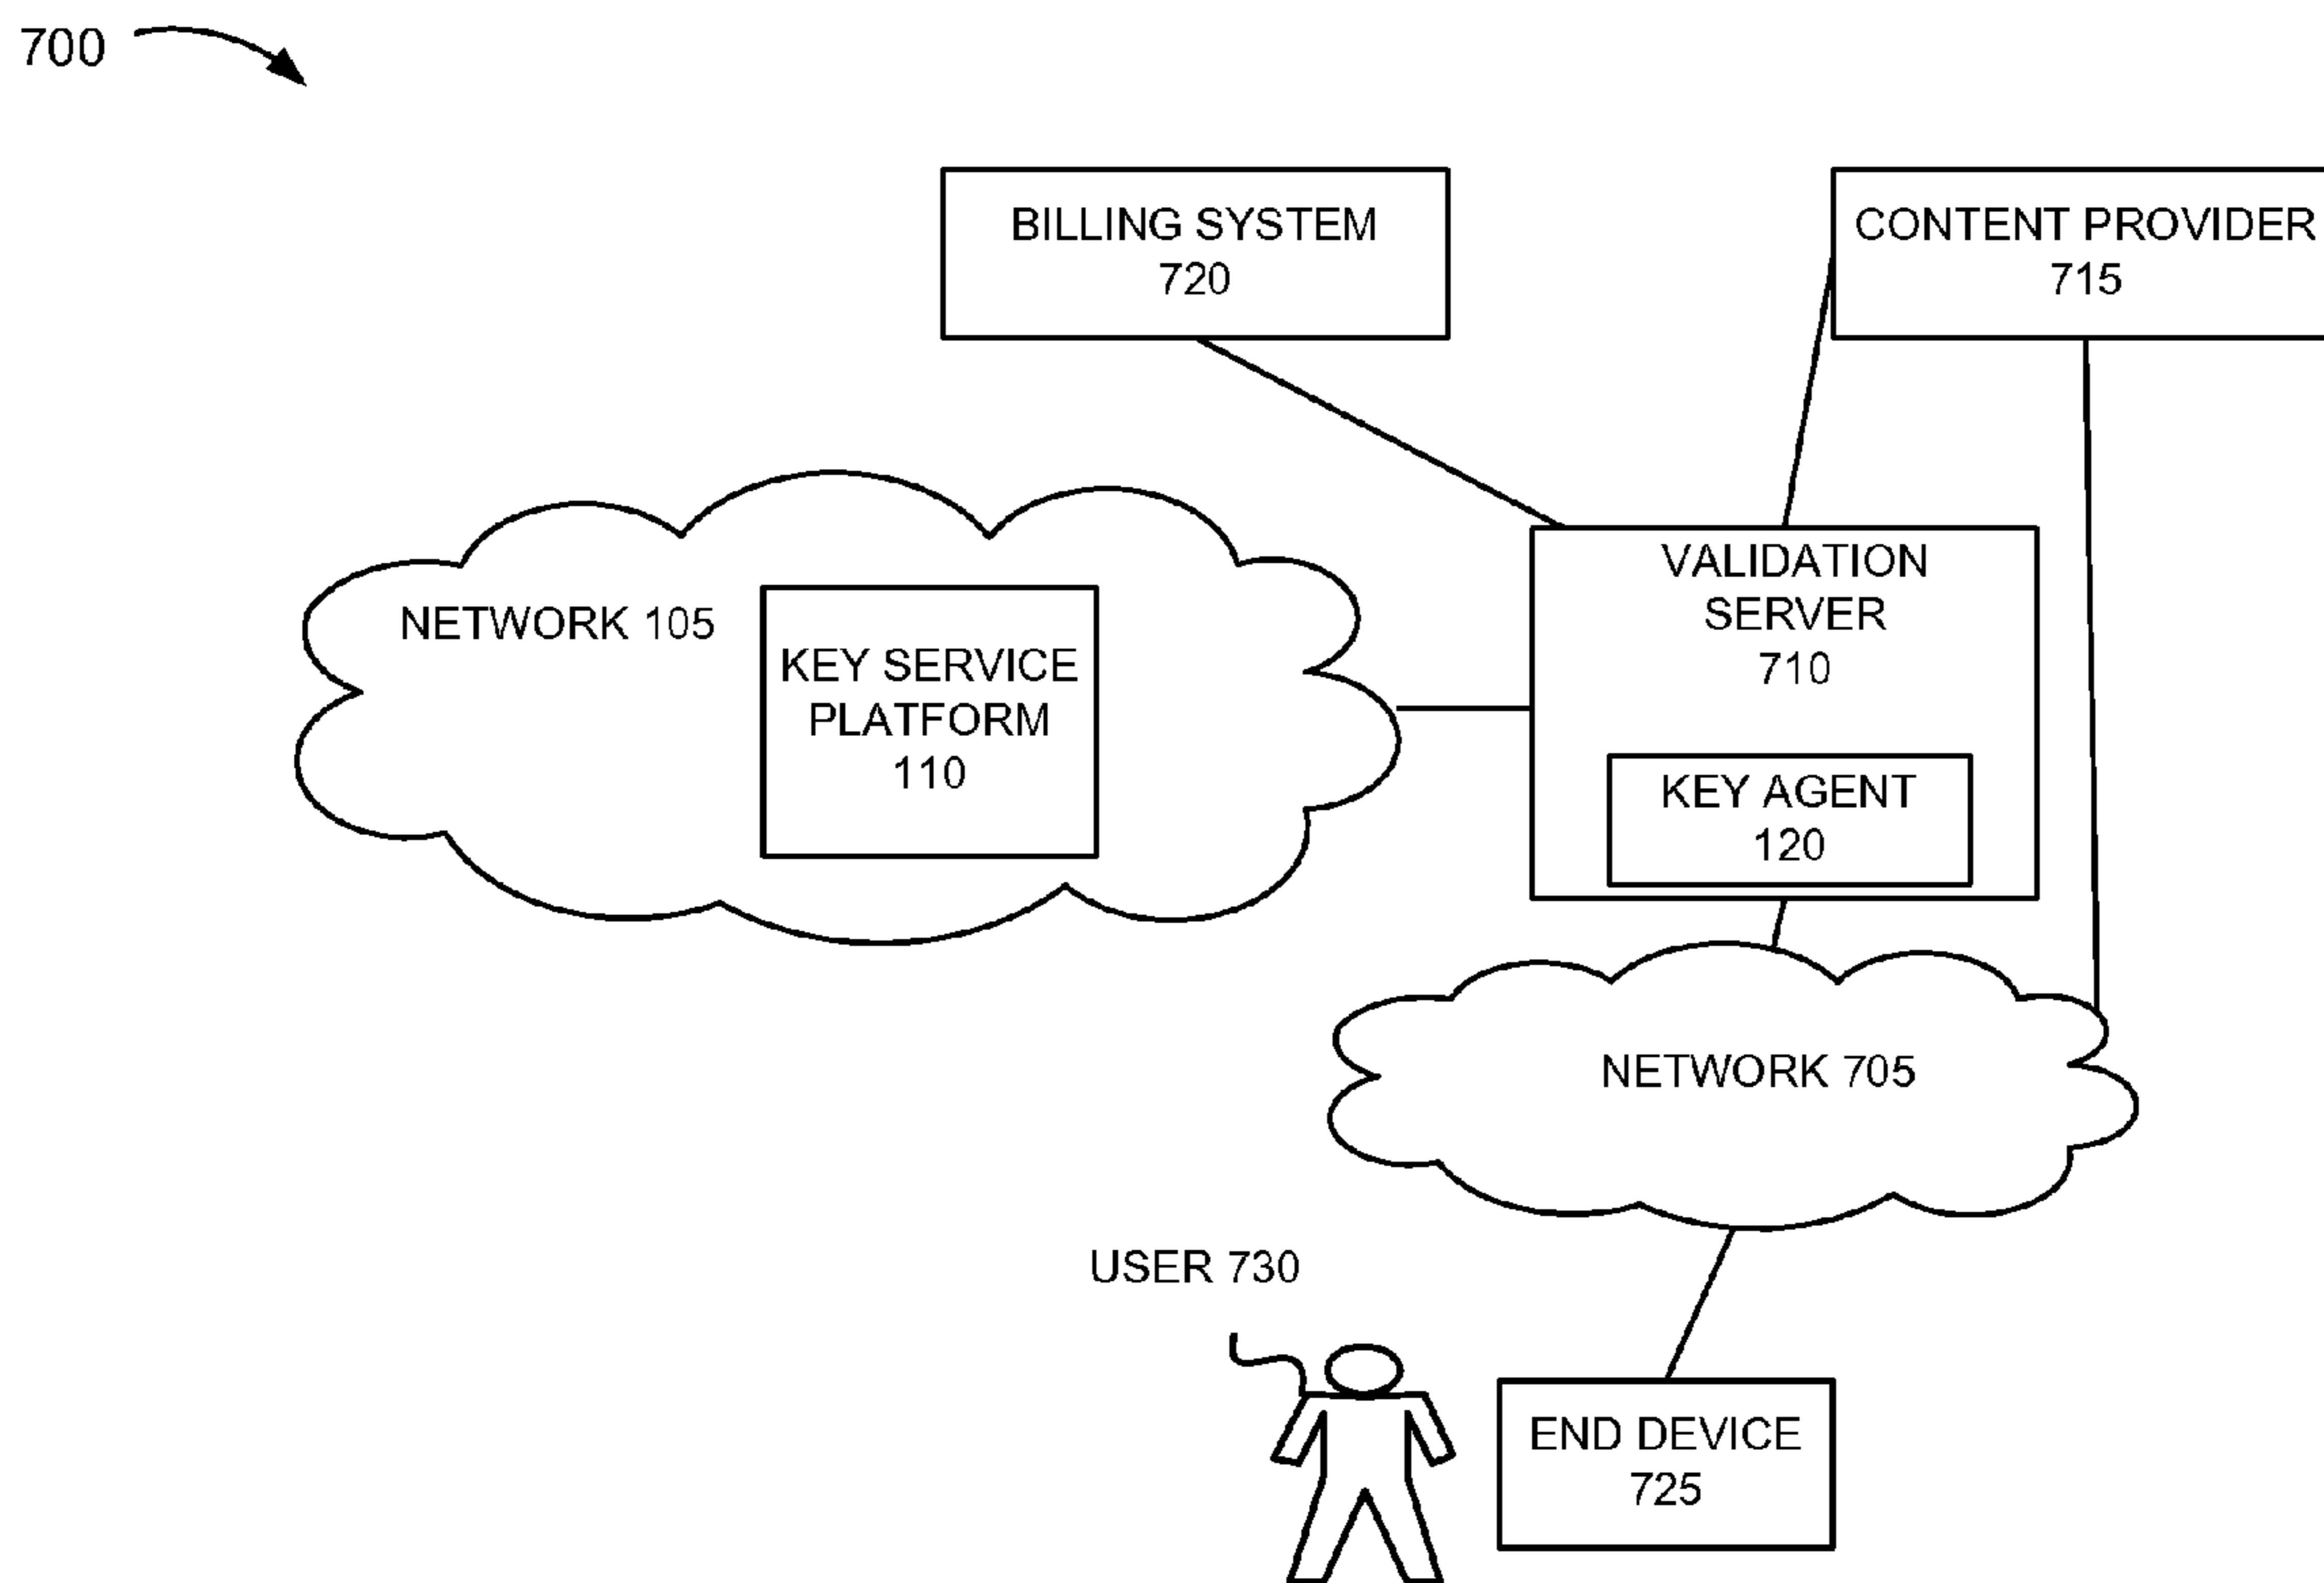 700
BILLING SYSTEM
720
CONTENT PROVIDER
715
NETWORK 105
KEY SERVICE
PLATFORM
110
VALIDATION
SERVER
710
KEY AGENT
120
NETWORK 705
USER 730
END DEVICE
725